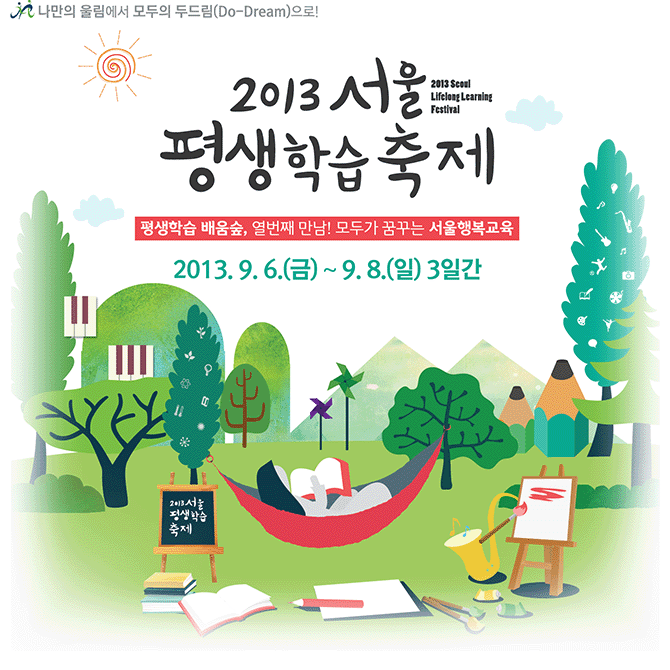 나만의 울림에서 모두의 두드림(Do-Dream)으로!
2013 서울
2013 Seoul
Lifelong Learning
Festival
평생학습 축제
평생학습 배움숲, 열번째 만남! 모두가 꿈꾸는 서울행복교육
2013. 9. 6.(금) ~ 9. 8.(일) 3일간
2013 서울
평생학습
축제